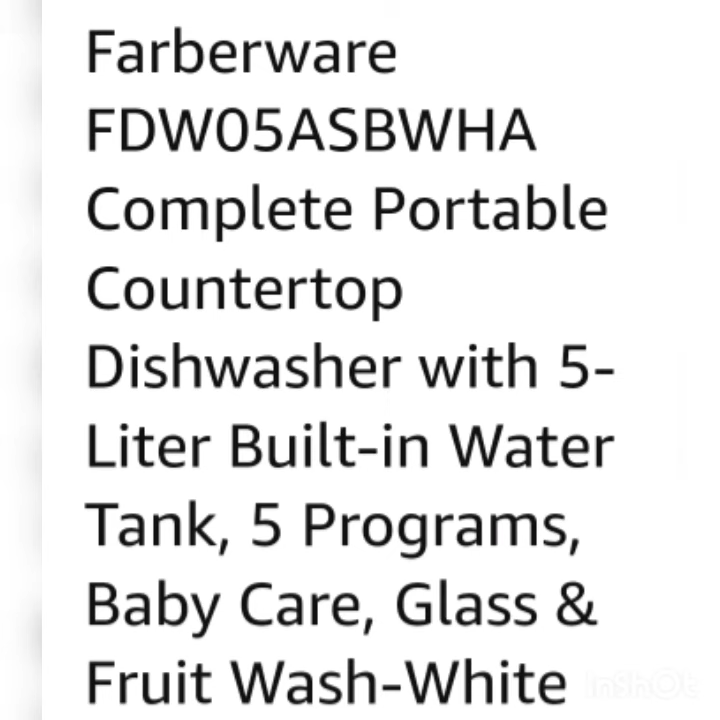 Farberware
FDW05ASBWHA
Complete Portable
Countertop
Dishwasher with 5-
Liter Built-in Water
Tank, 5 Programs,
Baby Care, Glass &
Fruit Wash-White
InShOt